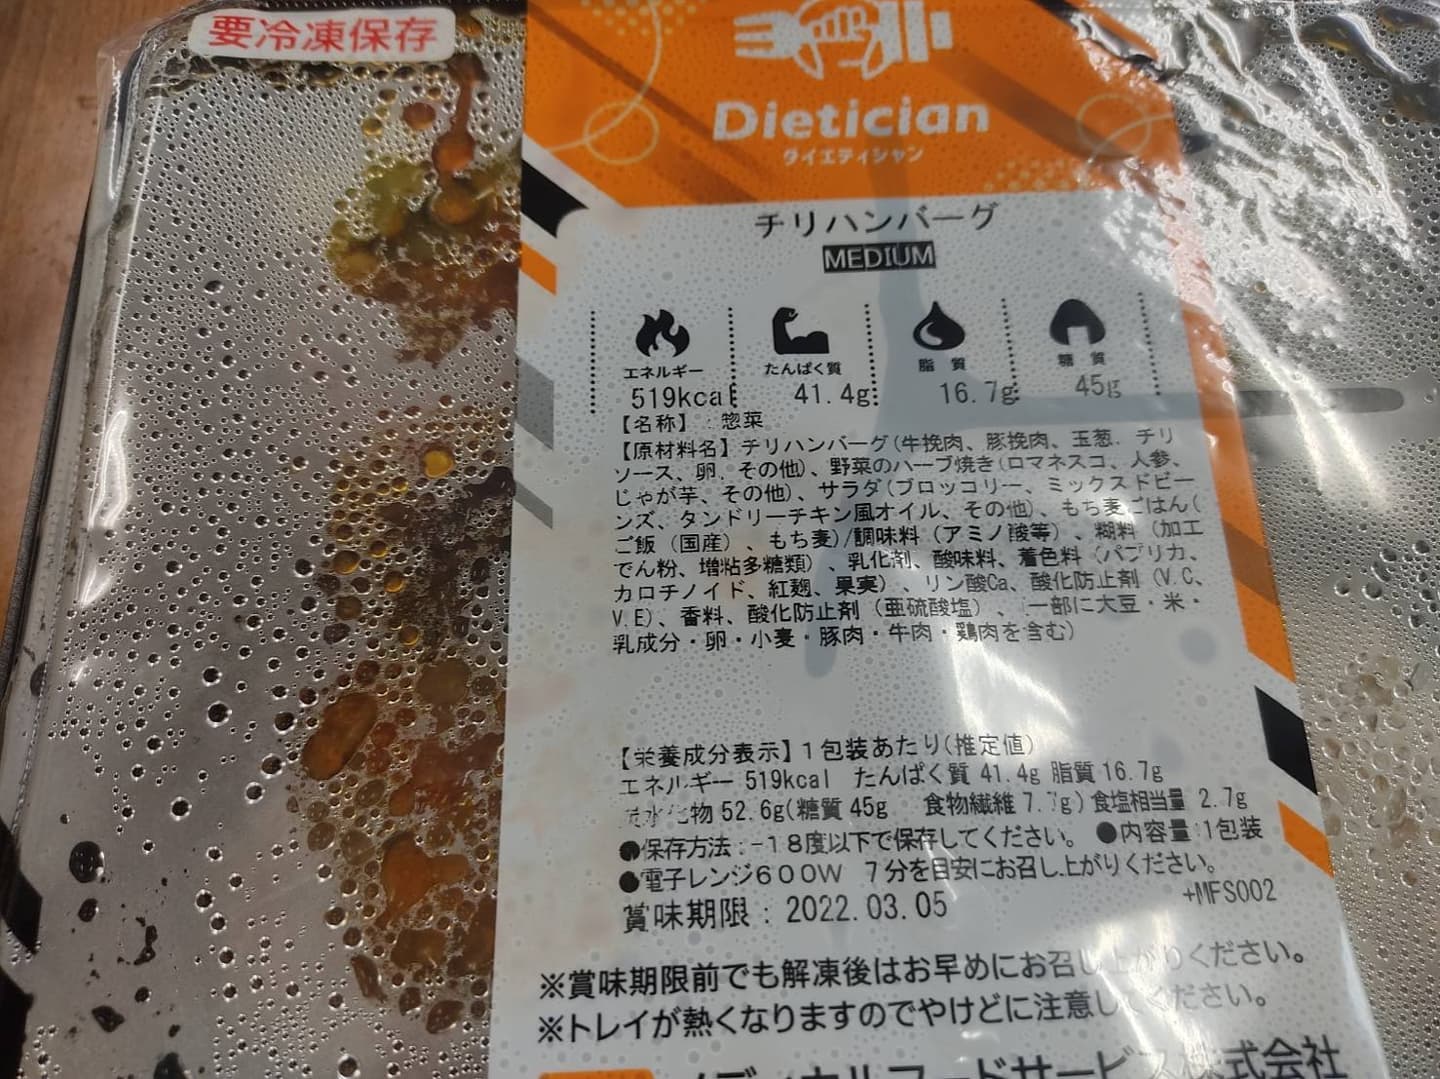 要冷凍保存
Dietician
ダイエティシャン
チリハンバーグ
MEDIUM
エネルギー たんぱく質 脂質 糖質
519kcal 41.4g 16.7g 45g
【名称】:惣菜
【原材料名】チリハンバーグ(牛挽肉、豚挽肉、玉葱、チリ
ソース、卵、その他)、野菜のハーブ焼き(ロマネスコ、人参、
じゃが芋、その他)、サラダ(ブロッコリー、ミックスドビー
ンズ、タンドリーチキン風オイル、その他)、もち麦ごはん(
ご飯(国産)、もち麦)/調味料(アミノ酸等)、糊料(加工
でん粉、増粘多糖類)、乳化剤、酸味料、着色料(パプリカ、
カロチノイド、紅麹、果実)、リン酸Ca、酸化防止剤(V.C、
V.E)、香料、酸化防止剤(亜硫酸塩)、(一部に大豆・米・
乳成分・卵・小麦・豚肉・牛肉・鶏肉を含む)
【栄養成分表示】1包装あたり(推定値)
エネルギー 519kcal たんぱく質 41.4g 脂質 16.7g
炭水化物 52.6g(糖質 45g 食物繊維 7.7g) 食塩相当量 2.7g
●保存方法:-18度以下で保存してください。 ●内容量:1包装
●電子レンジ600W 7分を目安にお召し上がりください。
賞味期限:2022.03.05 +MFS002
※賞味期限前でも解凍後はお早めにお召し上がりください。
※トレイが熱くなりますのでやけどに注意してください。
メディカルフードサービス株式会社